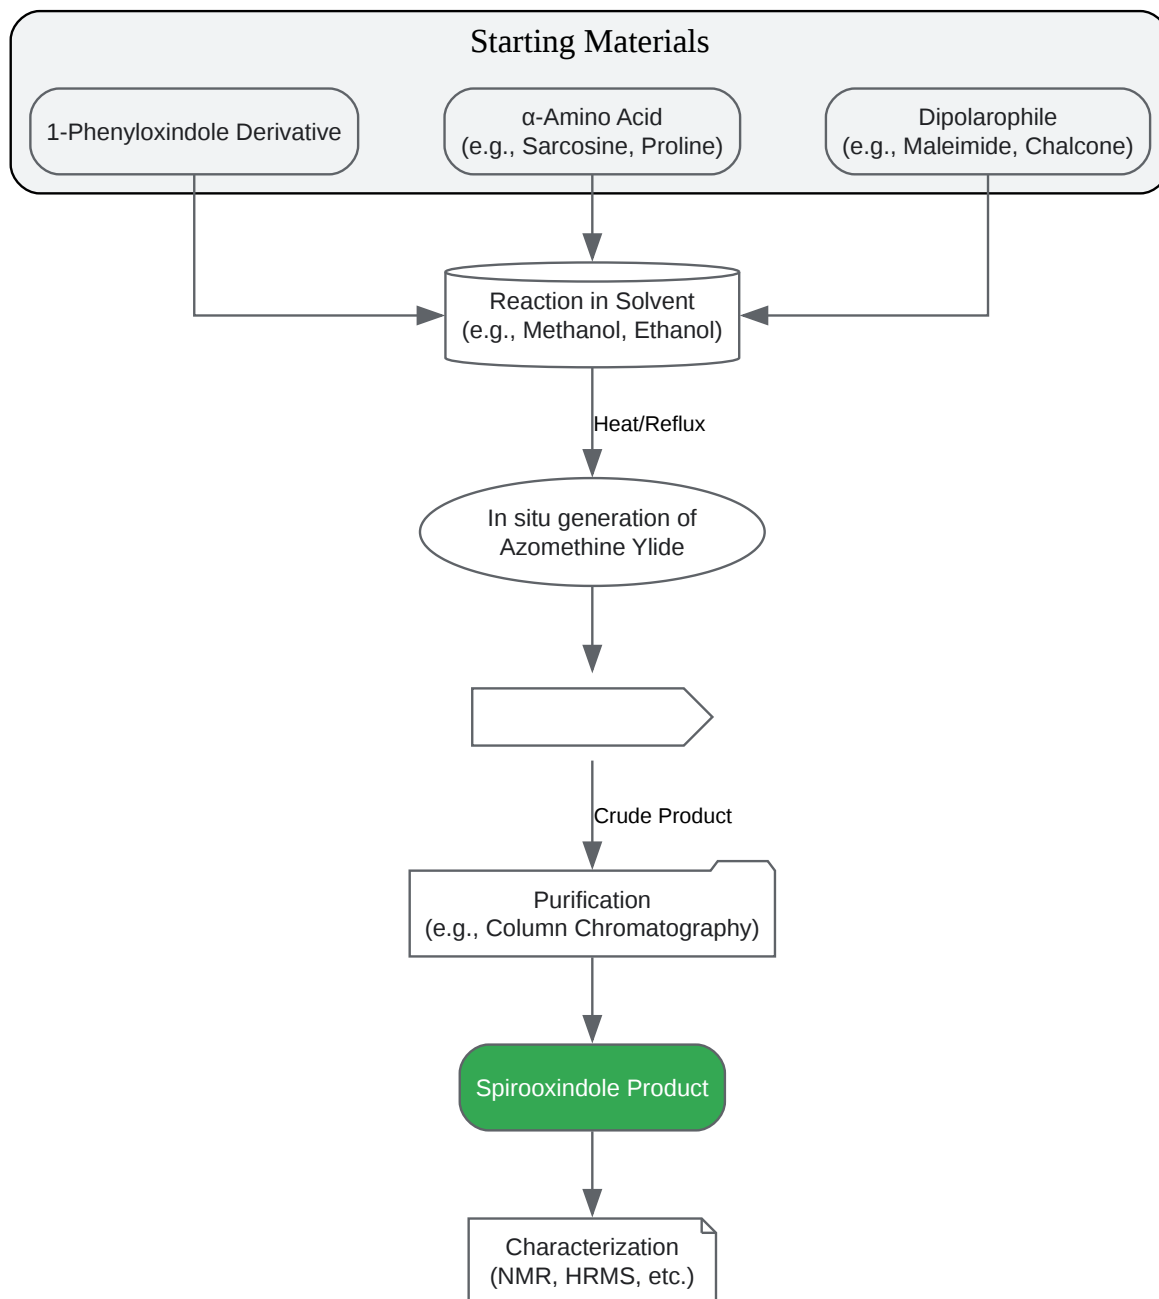 Starting Materials
1-Phenyloxindole Derivative
α-Amino Acid
(e.g., Sarcosine, Proline)
Dipolarophile
(e.g., Maleimide, Chalcone)
Reaction in Solvent
(e.g., Methanol, Ethanol)
Heat/Reflux
In situ generation of
Azomethine Ylide
Crude Product
Purification
(e.g., Column Chromatography)
Spirooxindole Product
Characterization
(NMR, HRMS, etc.)